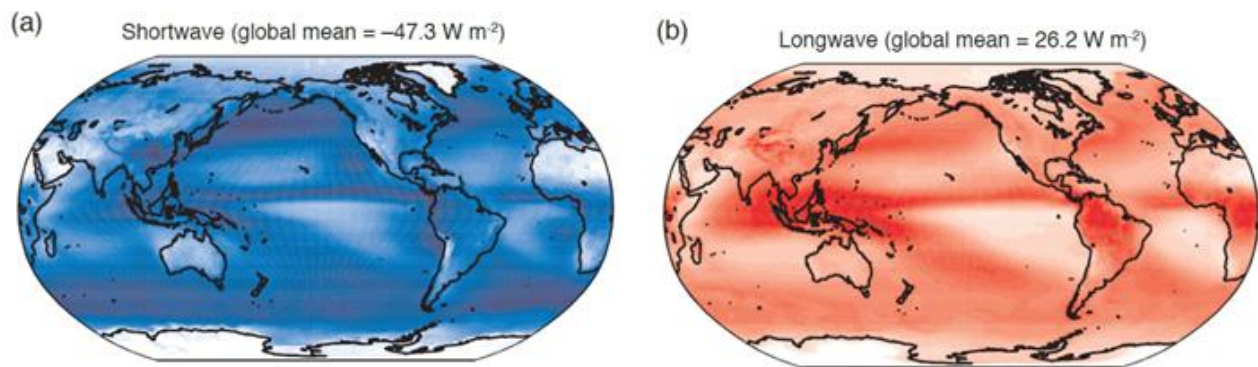 (a)
Shortwave (global mean = –47.3 W m-2)
(b)
Longwave (global mean = 26.2 W m-2)